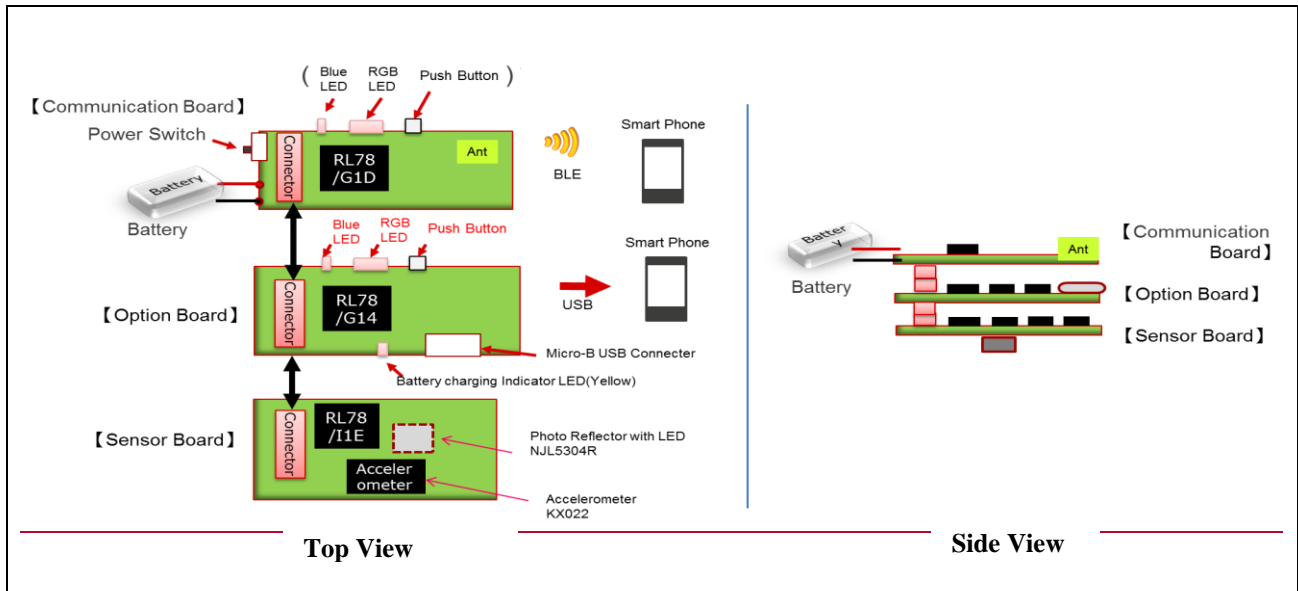 ( Blue LED RGB LED Push Button )
【Communication Board】
Power Switch
Connector
RL78
/G1D
Ant
Battery
Battery
BLE
Smart Phone
Blue LED RGB LED Push Button
【Option Board】
Connector
RL78
/G14
USB
Smart Phone
Micro-B USB Connecter
Battery charging Indicator LED(Yellow)
【Sensor Board】
Connector
RL78
/I1E
Acceler
ometer
Photo Reflector with LED
NJL5304R
Accelerometer
KX022
Top View
Batter
y
Battery
Ant
【Communication
Board】
【Option Board】
【Sensor Board】
Side View